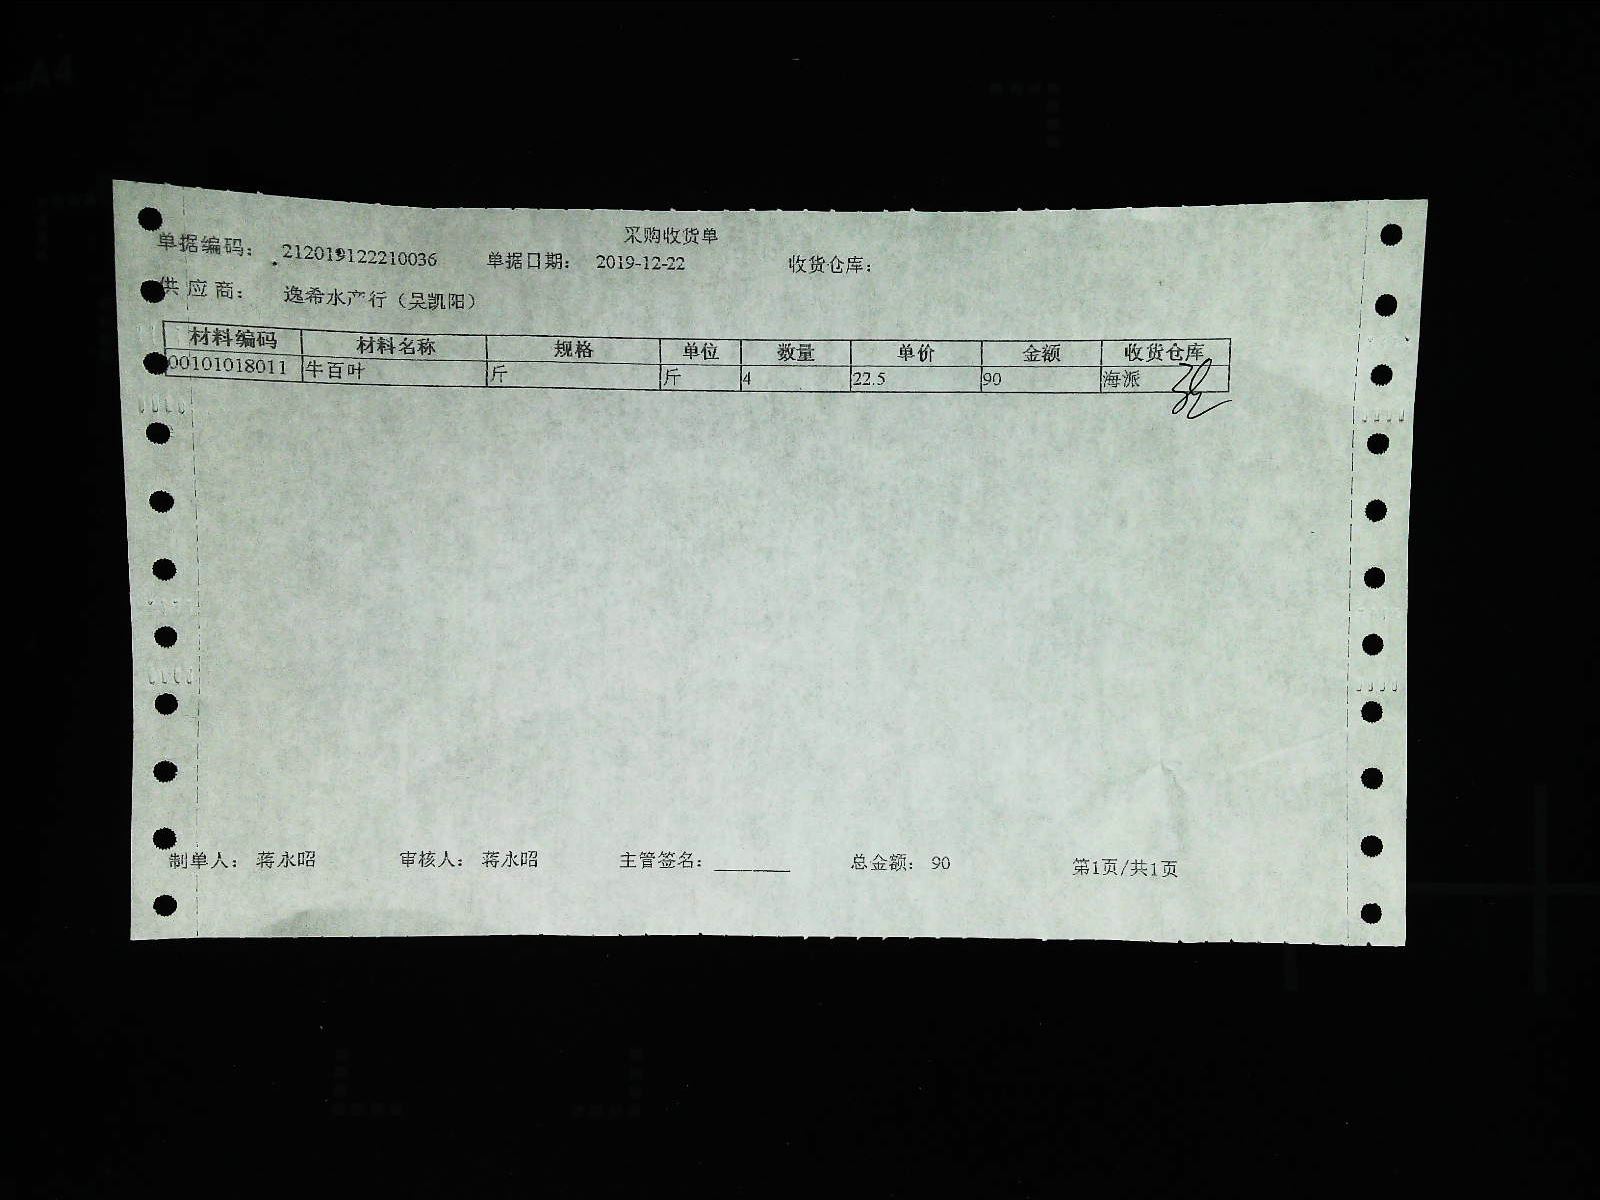 采购收货单
单据编码： 212019122210036 单据日期： 2019-12-22 收货仓库：
供应商： 逸希水产行（吴凯阳）
材料编码 材料名称 规格 单位 数量 单价 金额 收货仓库
00101018011 牛百叶 斤 斤 4 22.5 90 海派
制单人： 蒋永昭 审核人： 蒋永昭 主管签名： 总金额： 90 第1页/共1页